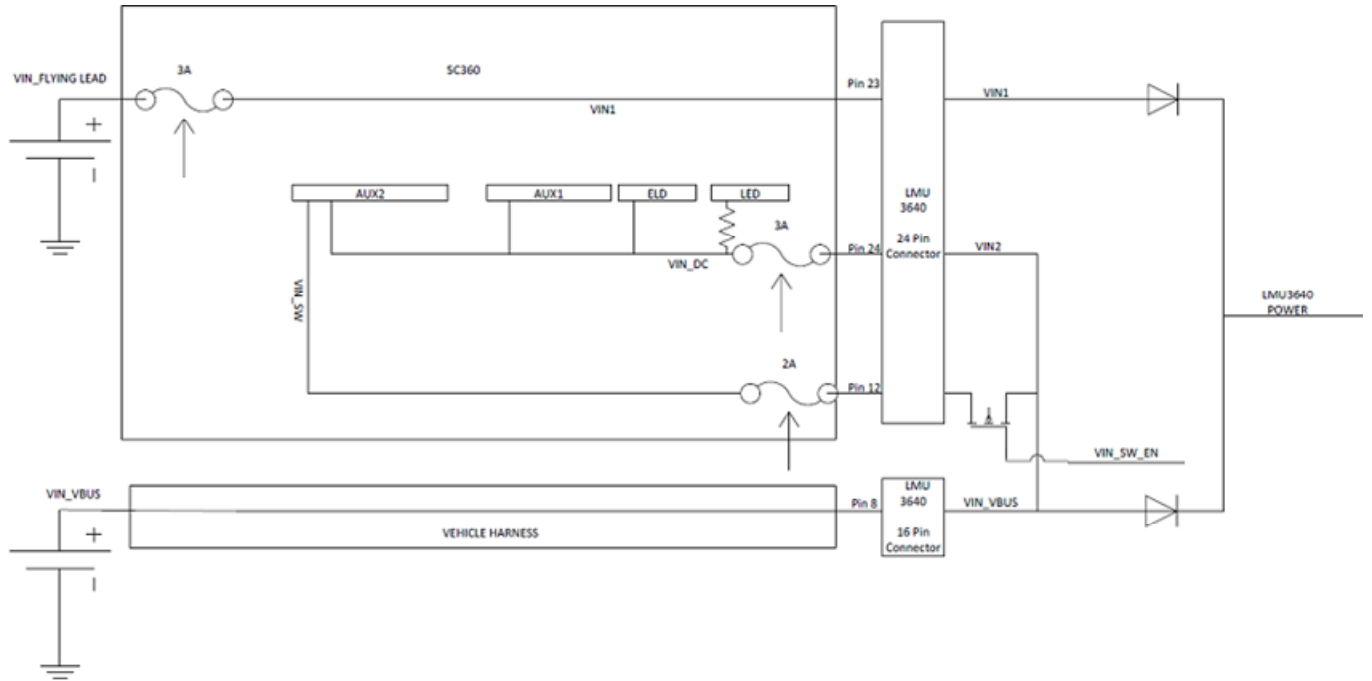 VIN_FLYING LEAD
3A
SC360
Pin 23
VIN1
VIN1
AUX2
AUX1
ELD
LED
LMU
3640
24 Pin
Connector
3A
Pin 24
VIN2
VIN_DC
VIN_SW
LMU3640
POWER
2A
Pin 12
VIN_SW_EN
VIN_VBUS
VEHICLE HARNESS
Pin 8
LMU
3640
16 Pin
Connector
VIN_VBUS